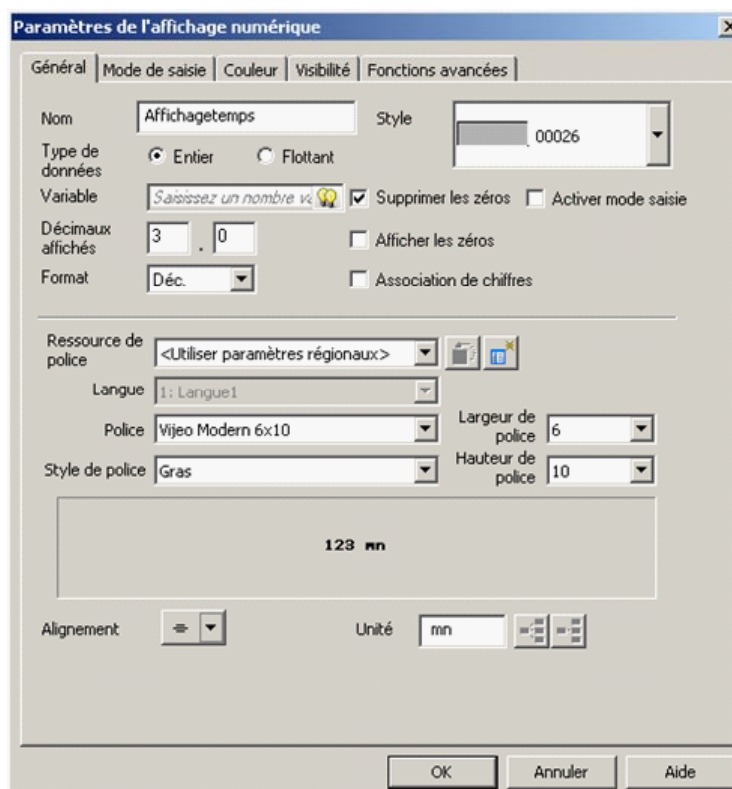 Paramètres de l'affichage numérique
Général Mode de saisie Couleur Visibilité Fonctions avancées
Nom Affichagetemps Style 00026
Type de données Entier Flottant
Variable Saisissez un nombre Supprimer les zéros Activer mode saisie
Décimaux affichés 3 . 0 Afficher les zéros
Format Déc. Association de chiffres
Ressource de police <Utiliser paramètres régionaux>
Langue 1: Langue1
Police Vijeo Modern 6x10 Largeur de police 6
Style de police Gras Hauteur de police 10
123 mn
Alignement Unité mn
OK Annuler Aide